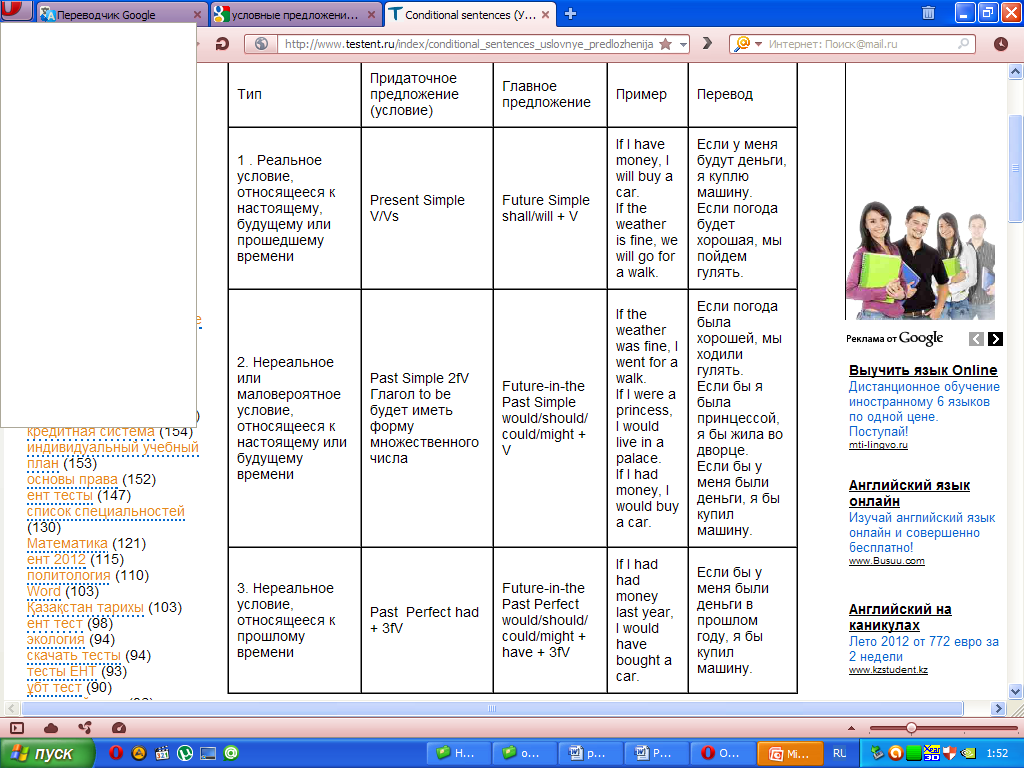 Переводчик Google
условные предложени...
Conditional sentences (У...
http://www.testent.ru/index/conditional_sentences_uslovnye_predlozhenija
Интернет: Поиск@mail.ru
Тип
Придаточное
предложение
(условие)
Главное
предложение
Пример
Перевод
1 . Реальное
условие,
относящееся к
настоящему,
будущему или
прошедшему
времени
Present Simple
V/Vs
Future Simple
shall/will + V
If I have
money, I
will buy a
car.
If the
weather
is fine, we
will go for
a walk.
Если у меня
будут деньги,
я куплю
машину.
Если погода
будет
хорошая, мы
пойдем
гулять.
2. Нереальное
или
маловероятное
условие,
относящееся к
настоящему или
будущему
времени
Past Simple 2fV
Глагол to be
будет иметь
форму
множественного
числа
Future-in-the
Past Simple
would/should/
could/might +
V
If the
weather
was fine, I
went for a
walk.
If I were a
princess,
I would
live in a
palace.
If I had
money, I
would buy
a car.
Если погода
была
хорошей, мы
ходили
гулять.
Если бы я
была
принцессой,
я бы жила во
дворце.
Если бы у
меня были
деньги, я бы
купил
машину.
3. Нереальное
условие,
относящееся к
прошлому
времени
Past Perfect had
+ 3fV
Future-in-the
Past Perfect
would/should/
could/might +
have + 3fV
If I had
had
money
last year,
I would
have
bought a
car.
Если бы у
меня были
деньги в
прошлом
году, я бы
купил
машину.
кредитная система (154)
индивидуальный учебный
план (153)
основы права (152)
ент тесты (147)
список специальностей
(130)
Математика (121)
ент 2012 (115)
политология (110)
Word (103)
Қазақстан тарихы (103)
ент тест (98)
экология (94)
скачать тесты (94)
тесты ЕНТ (93)
ұбт тест (90)
Реклама от Google
Выучить язык Online
Дистанционное обучение
иностранному 6 языков
по одной цене.
Поступай!
mti-lingvo.ru
Английский язык
онлайн
Изучай английский язык
онлайн и совершенно
бесплатно!
www.Busuu.com
Английский на
каникулах
Лето 2012 от 772 евро за
2 недели
www.kzstudent.kz
пуск
Н...
о...
р...
Р...
О...
Mi...
RU
1:52